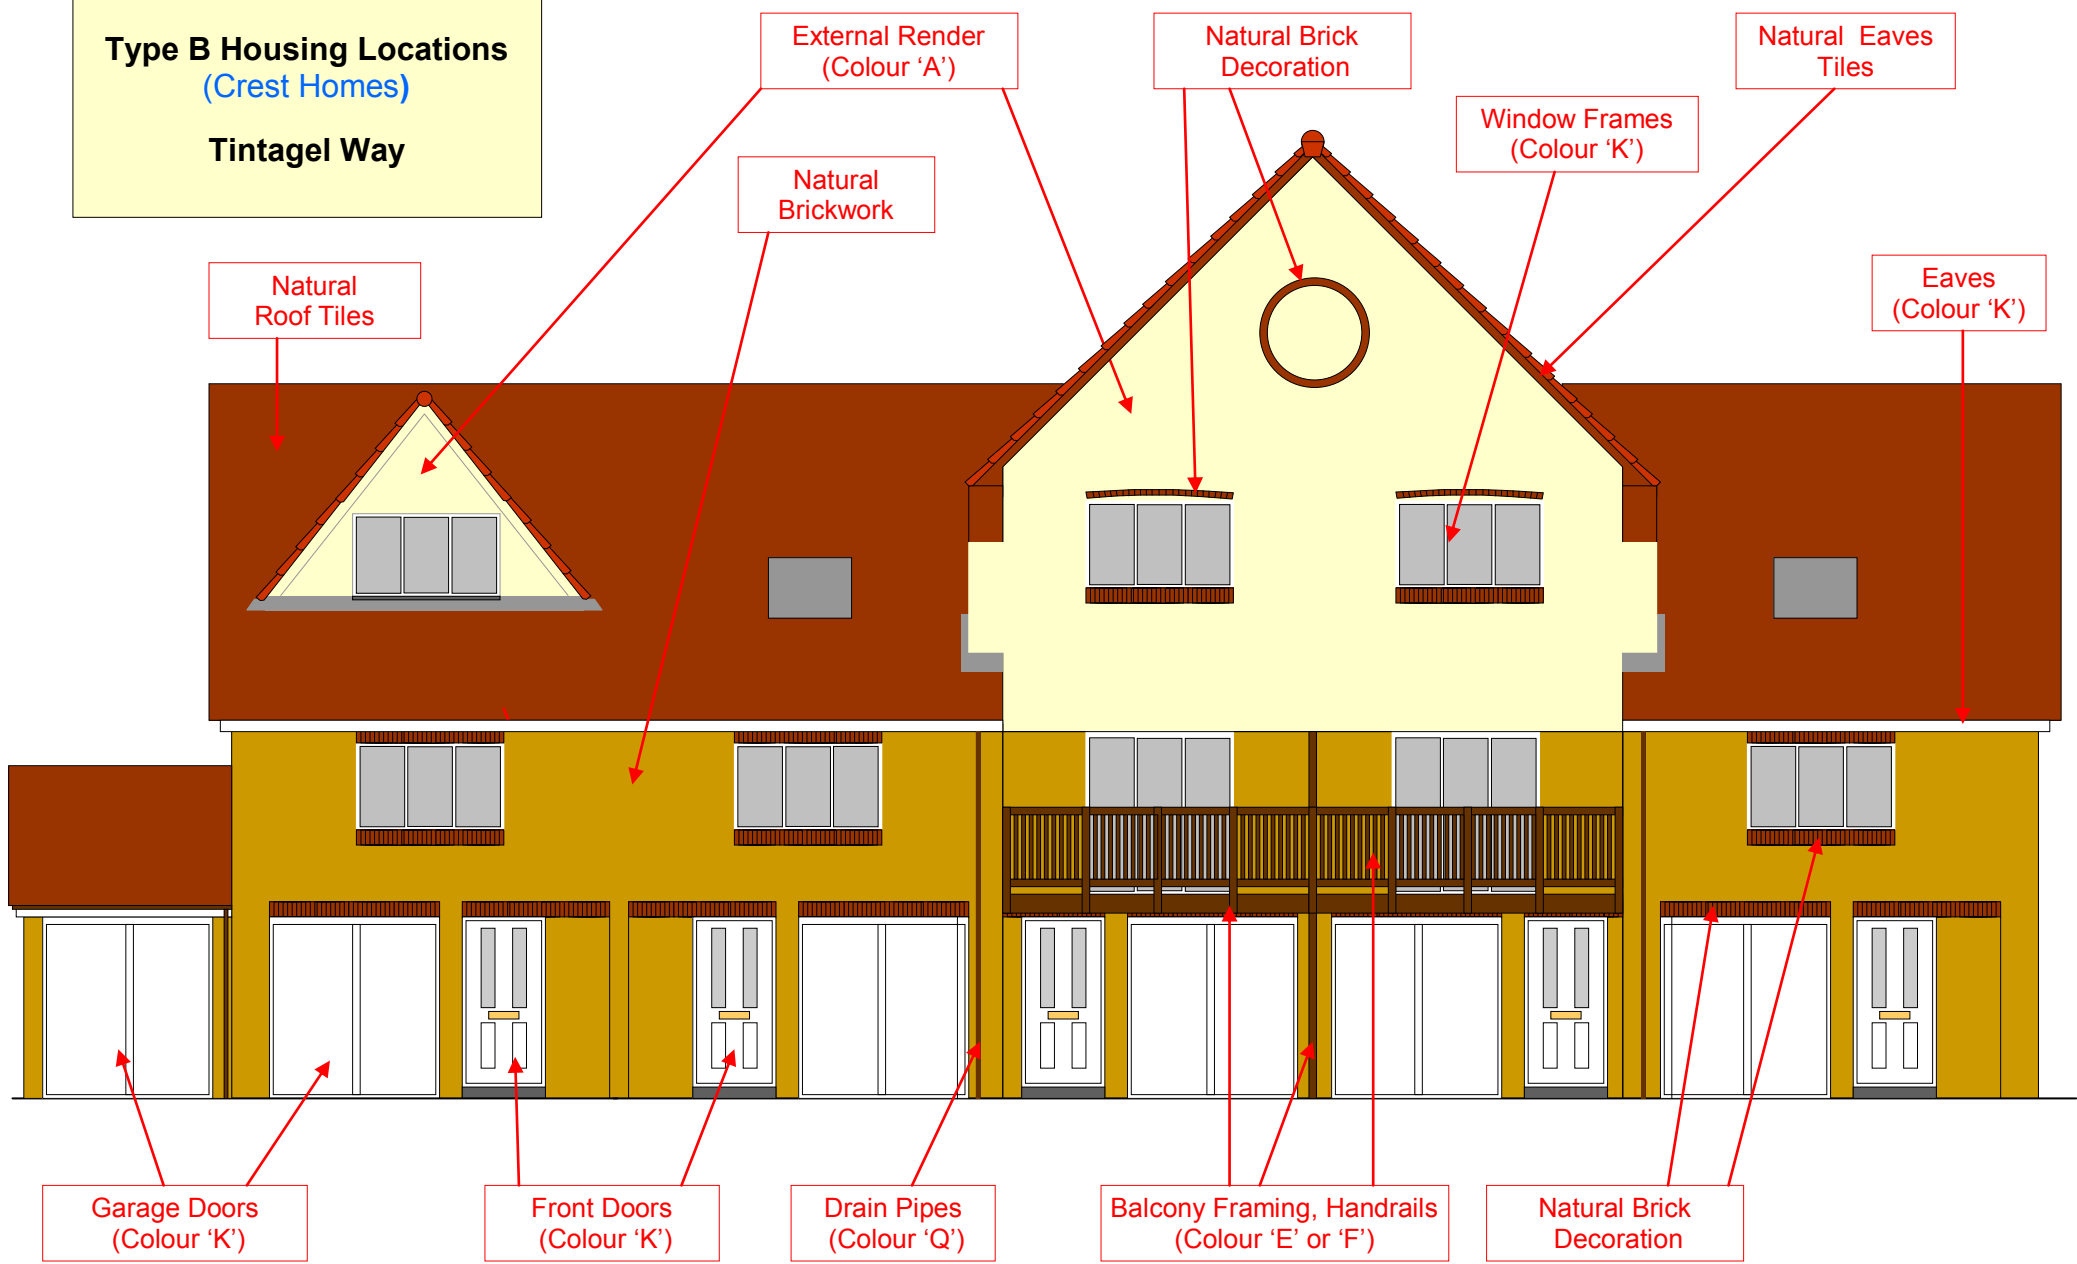 Type B Housing Locations
(Crest Homes)
Tintagel Way
External Render
(Colour ‘A’)
Natural Brick
Decoration
Natural Eaves
Tiles
Window Frames
(Colour ‘K’)
Natural
Brickwork
Natural
Roof Tiles
Eaves
(Colour ‘K’)
Garage Doors
(Colour ‘K’)
Front Doors
(Colour ‘K’)
Drain Pipes
(Colour ‘Q’)
Balcony Framing, Handrails
(Colour ‘E’ or ‘F’)
Natural Brick
Decoration